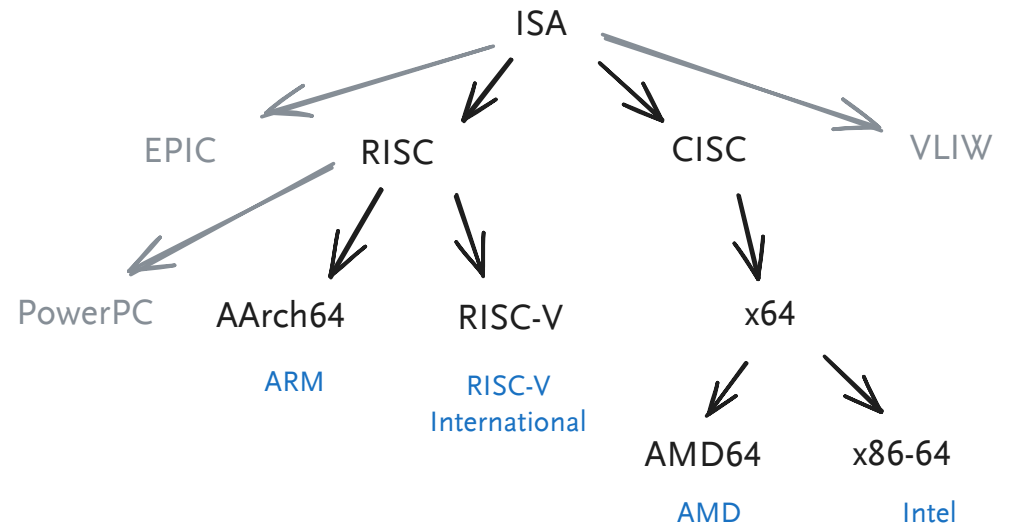 ISA
EPIC
RISC
CISC
VLIW
PowerPC
AArch64
RISC-V
x64
ARM
RISC-V
International
AMD64
x86-64
AMD
Intel